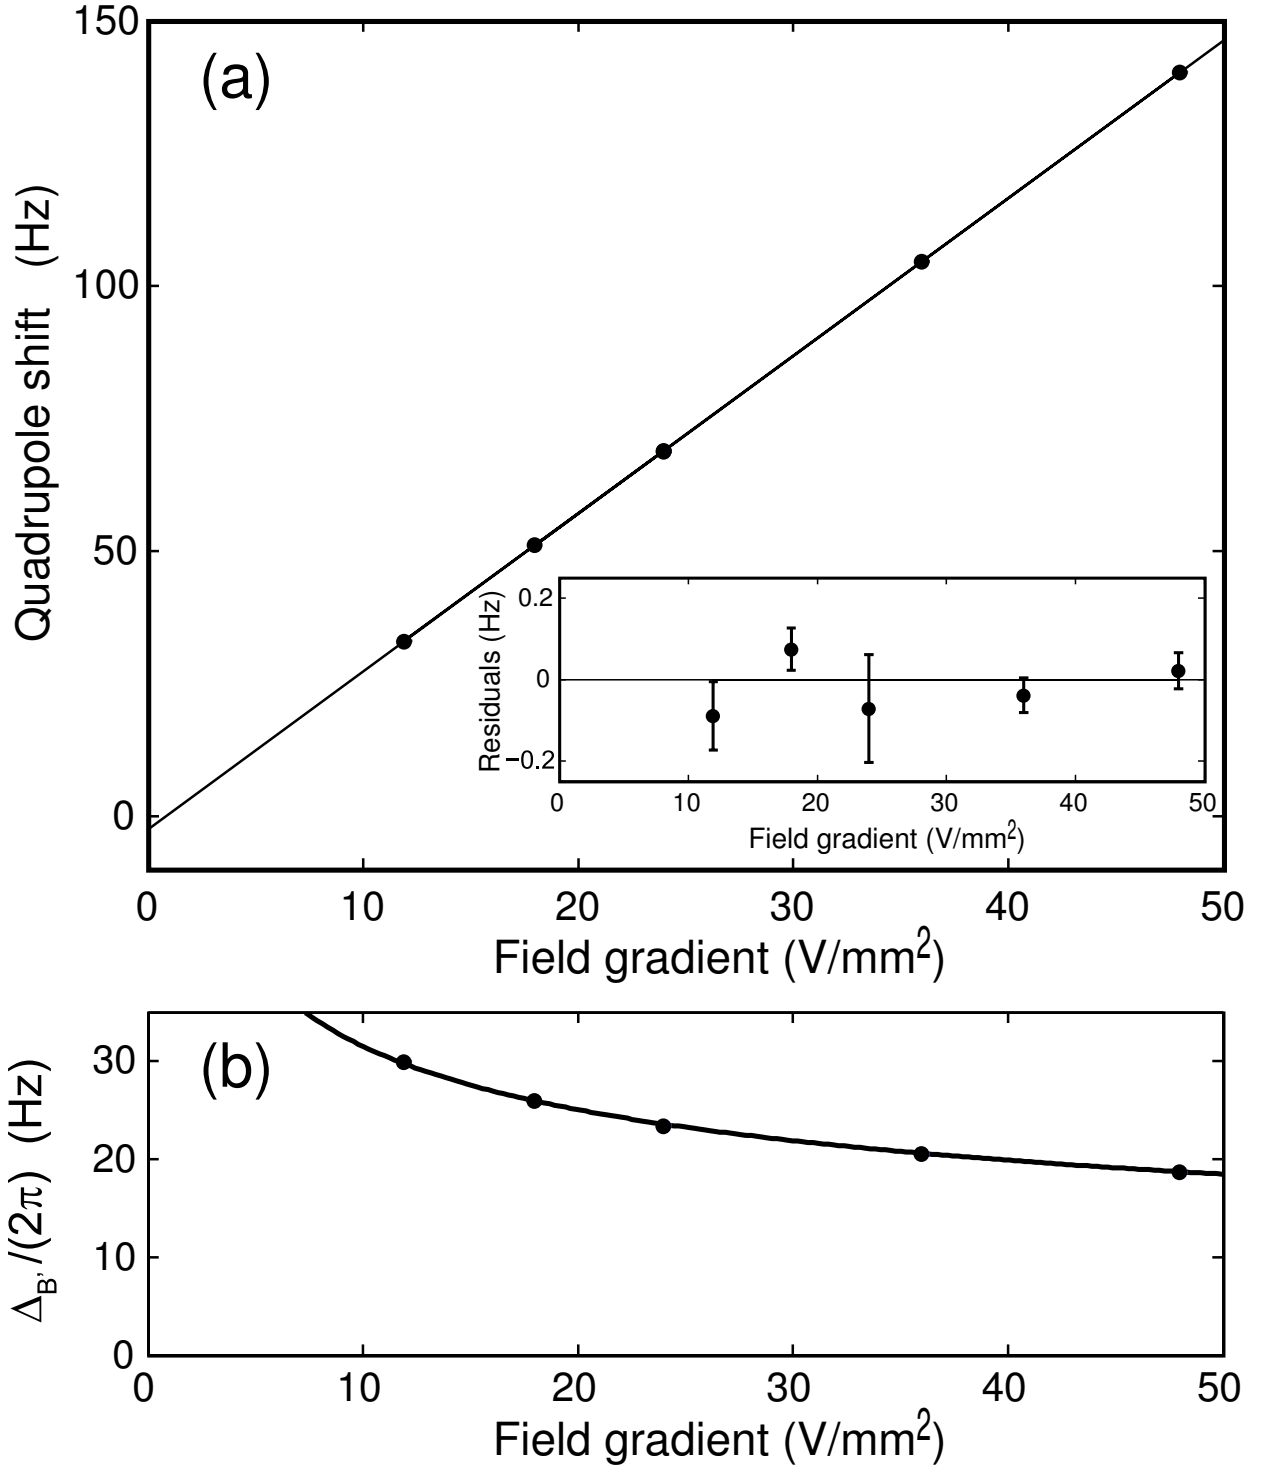 (a)
Quadrupole shift (Hz)
150
100
50
0
0 10 20 30 40 50
Field gradient (V/mm²)
Residuals (Hz)
0.2
0
−0.2
0 10 20 30 40 50
Field gradient (V/mm²)
(b)
Δ_B' /(2π) (Hz)
30
20
10
0
0 10 20 30 40 50
Field gradient (V/mm²)